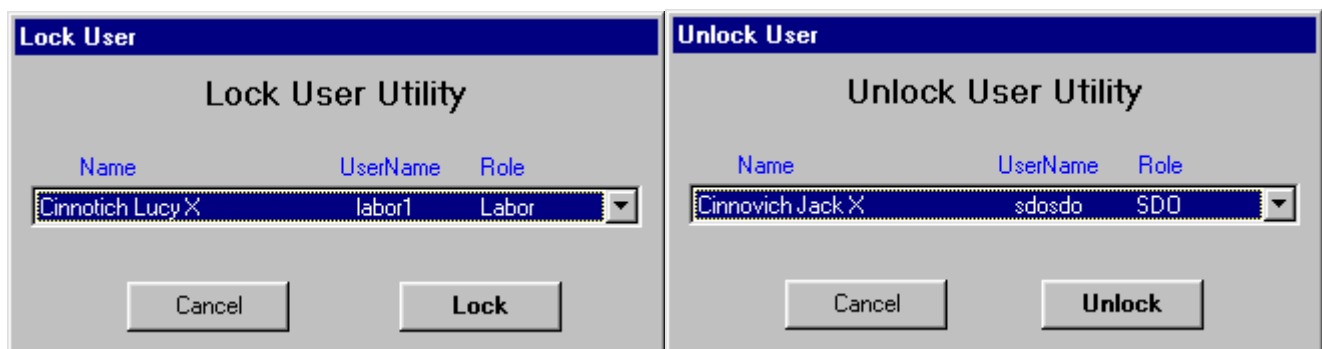 Lock User
Lock User Utility
Name UserName Role
Cinnotich Lucy X labor1 Labor
Cancel Lock
Unlock User
Unlock User Utility
Name UserName Role
Cinnovich Jack X sdosdo SDO
Cancel Unlock